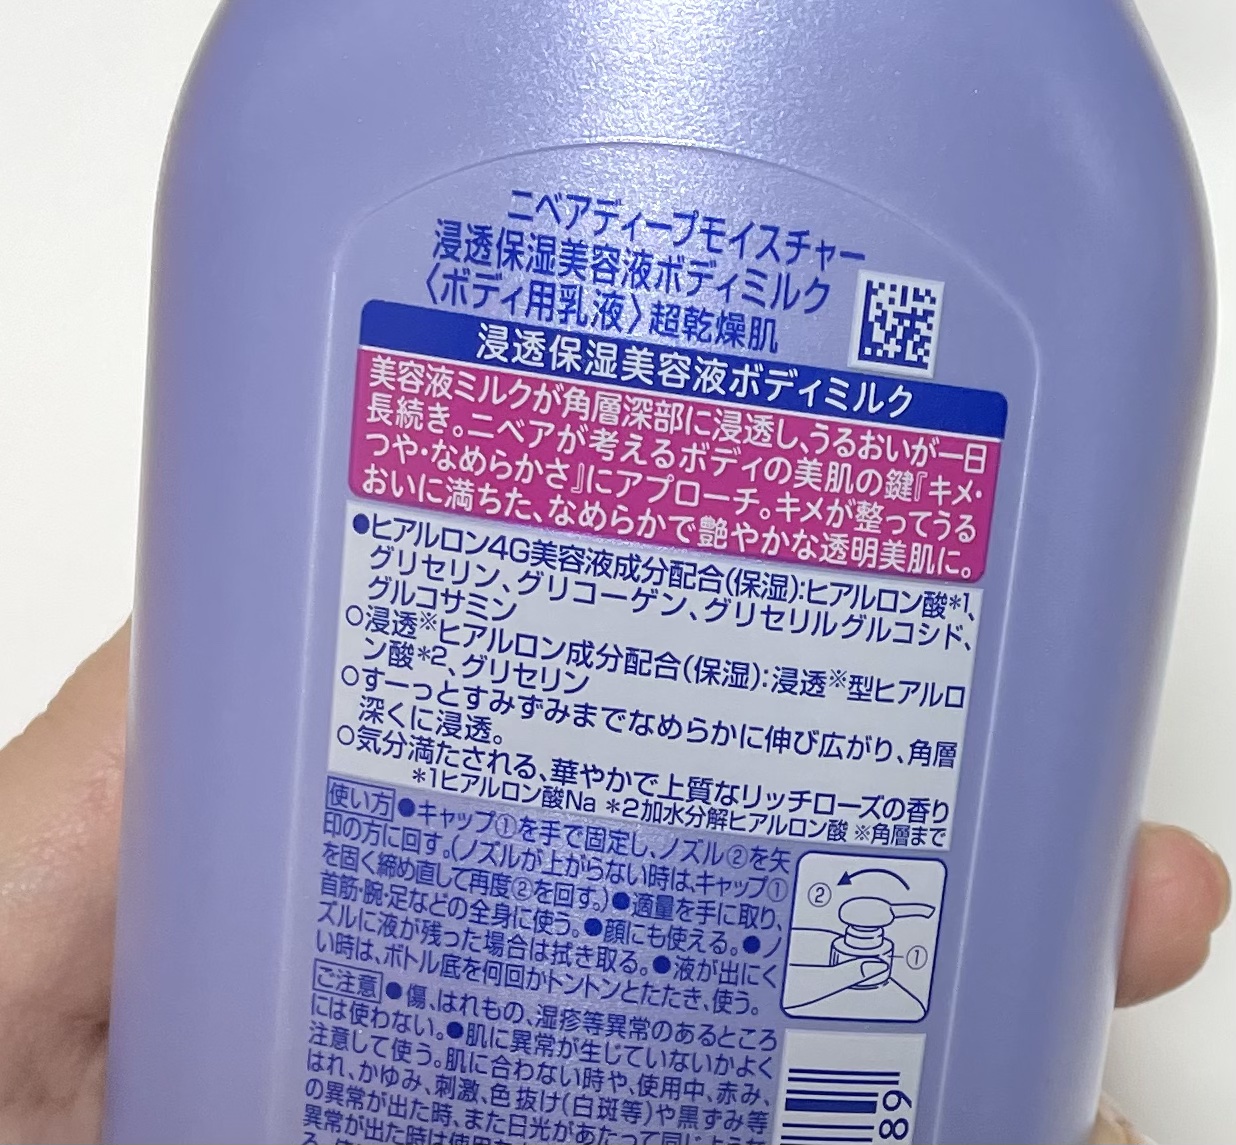 ニベアディープモイスチャー
浸透保湿美容液ボディミルク
〈ボディ用乳液〉超乾燥肌
浸透保湿美容液ボディミルク
美容液ミルクが角層深部に浸透し、うるおいが一日
長続き。ニベアが考えるボディの美肌の鍵『キメ・
つや・なめらかさ』にアプローチ。キメが整ってうる
おいに満ちた、なめらかで艶やかな透明美肌に。
●ヒアルロン4G美容液成分配合(保湿):ヒアルロン酸*1、
グリセリン、グリコーゲン、グリセリルグルコシド、
グルコサミン
○浸透※ヒアルロン成分配合(保湿):浸透※型ヒアルロ
ン酸*2、グリセリン
○すーっとすみずみまでなめらかに伸び広がり、角層
深くに浸透。
○気分満たされる、華やかで上質なリッチローズの香り
*1ヒアルロン酸Na *2加水分解ヒアルロン酸 ※角層まで
使い方 ●キャップ①を手で固定し、ノズル②を矢
印の方に回す。(ノズルが上がらない時は、キャップ①
を固く締め直して再度②を回す。)●適量を手に取り、
首筋・腕・足などの全身に使う。●顔にも使える。●ノ
ズルに液が残った場合は拭き取る。●液が出にく
い時は、ボトル底を何回かトントンとたたき、使う。
②
①
ご注意 ●傷、はれもの、湿疹等異常のあるところ
には使わない。●肌に異常が生じていないかよく
注意して使う。肌に合わない時や、使用中、赤み、
はれ、かゆみ、刺激、色抜け(白斑等)や黒ずみ等
の異常が出た時、また日光があたって同じような
異常が出た時は使用を
68